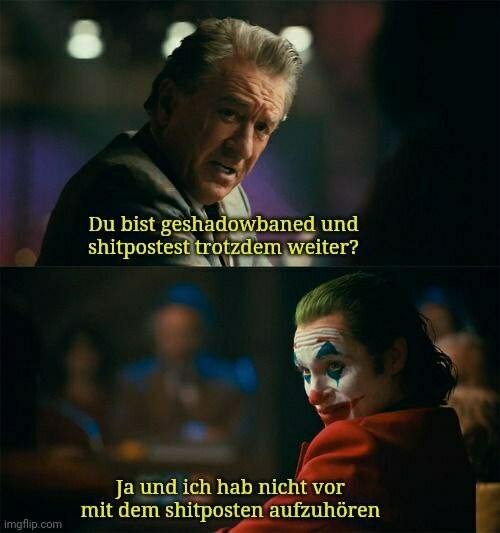 Du bist geshadowbaned und
shitpostest trotzdem weiter?
Ja und ich hab nicht vor
mit dem shitposten aufzuhören
imgflip.com